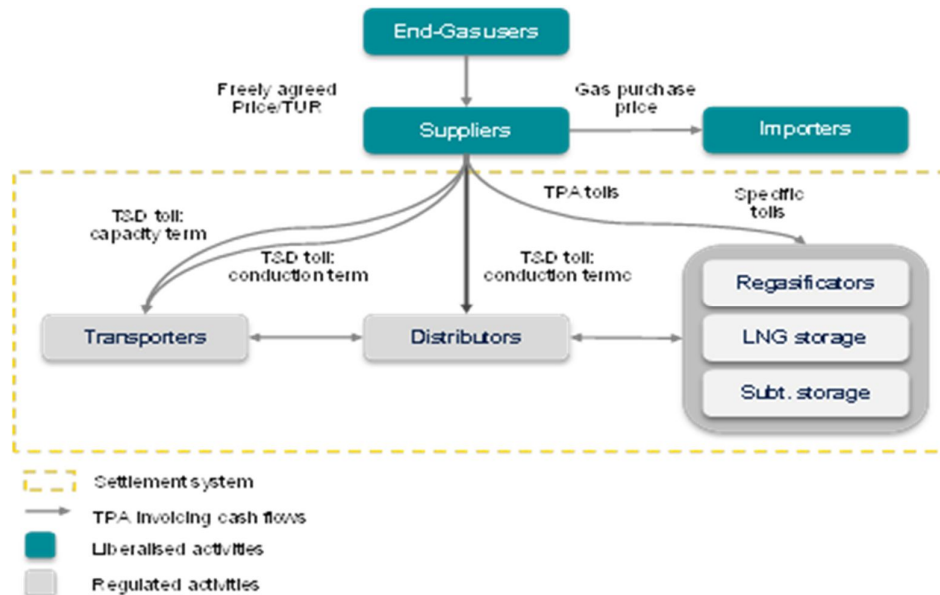 End-Gas users
Freely agreed
Price/TUR
Gas purchase
price
Suppliers
Importers
TPA tolls
Specific
tolls
T&D toll:
capacity term
T&D toll:
conduction term
T&D toll:
conduction termc
Regasificators
Transporters
Distributors
LNG storage
Subt. storage
Settlement system
TPA invoicing cash flows
Liberalised activities
Regulated activities